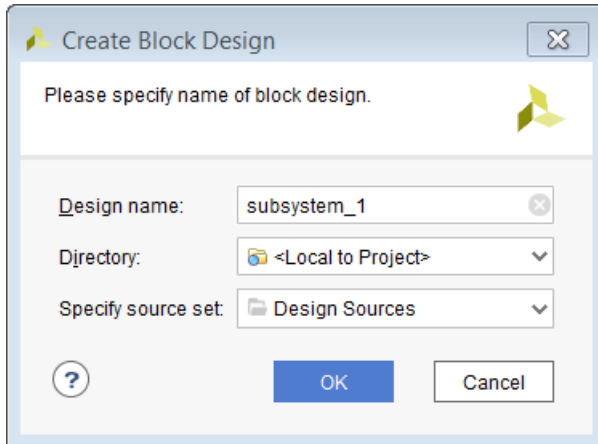 Create Block Design
Please specify name of block design.
Design name: subsystem_1
Directory: <Local to Project>
Specify source set: Design Sources
? OK Cancel